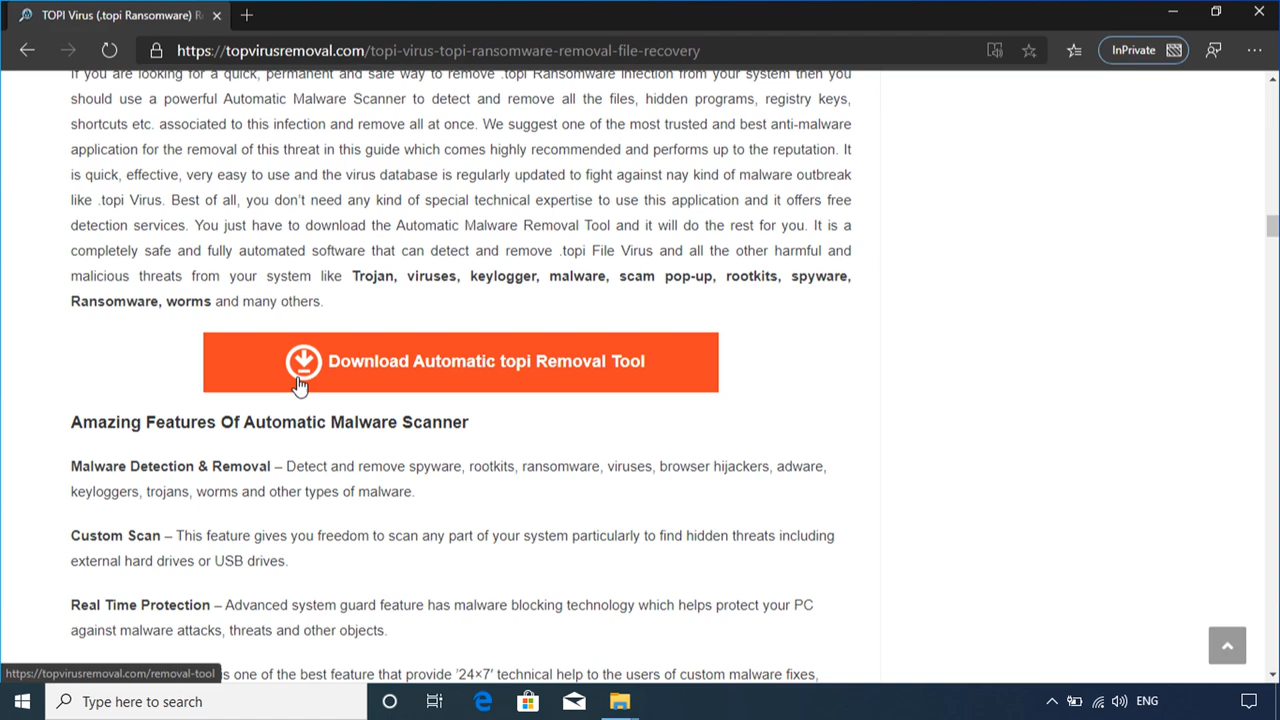 TOPI Virus (.topi Ransomware) R
https://topvirusremoval.com/topi-virus-topi-ransomware-removal-file-recovery
InPrivate
If you are looking for a quick, permanent and safe way to remove .topi Ransomware infection from your system then you
should use a powerful Automatic Malware Scanner to detect and remove all the files, hidden programs, registry keys,
shortcuts etc. associated to this infection and remove all at once. We suggest one of the most trusted and best anti-malware
application for the removal of this threat in this guide which comes highly recommended and performs up to the reputation. It
is quick, effective, very easy to use and the virus database is regularly updated to fight against nay kind of malware outbreak
like .topi Virus. Best of all, you don't need any kind of special technical expertise to use this application and it offers free
detection services. You just have to download the Automatic Malware Removal Tool and it will do the rest for you. It is a
completely safe and fully automated software that can detect and remove .topi File Virus and all the other harmful and
malicious threats from your system like Trojan, viruses, keylogger, malware, scam pop-up, rootkits, spyware,
Ransomware, worms and many others.
Download Automatic topi Removal Tool
Amazing Features Of Automatic Malware Scanner
Malware Detection & Removal – Detect and remove spyware, rootkits, ransomware, viruses, browser hijackers, adware,
keyloggers, trojans, worms and other types of malware.
Custom Scan – This feature gives you freedom to scan any part of your system particularly to find hidden threats including
external hard drives or USB drives.
Real Time Protection – Advanced system guard feature has malware blocking technology which helps protect your PC
against malware attacks, threats and other objects.
https://topvirusremoval.com/removal-tool
s one of the best feature that provide '24×7' technical help to the users of custom malware fixes,
Type here to search
ENG